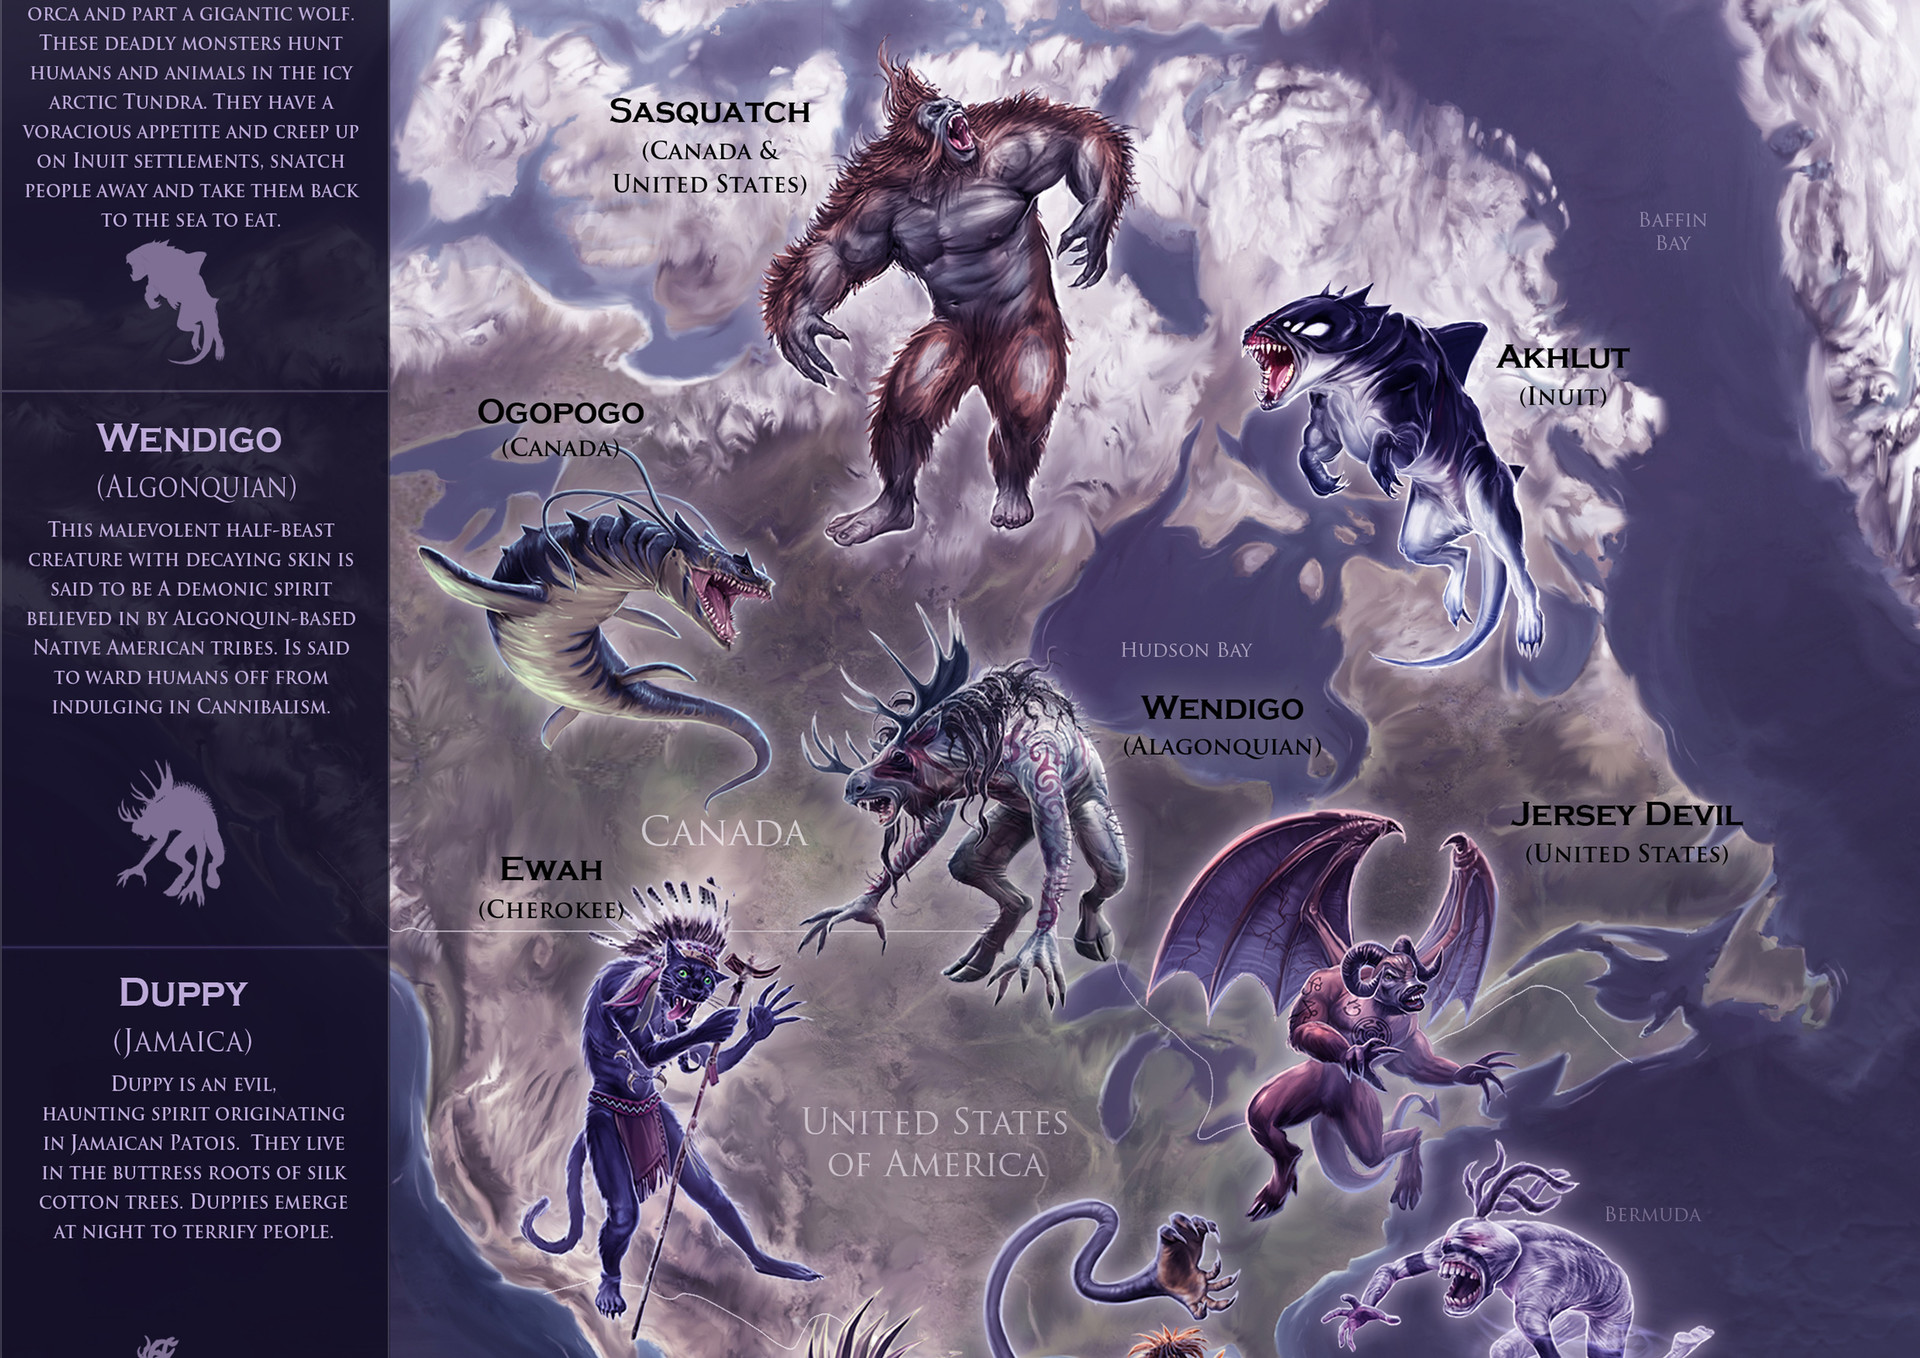 ORCA AND PART A GIGANTIC WOLF.
THESE DEADLY MONSTERS HUNT
HUMANS AND ANIMALS IN THE ICY
ARCTIC TUNDRA. THEY HAVE A
VORACIOUS APPETITE AND CREEP UP
ON INUIT SETTLEMENTS, SNATCH
PEOPLE AWAY AND TAKE THEM BACK
TO THE SEA TO EAT.
WENDIGO
(ALGONQUIAN)
THIS MALEVOLENT HALF-BEAST
CREATURE WITH DECAYING SKIN IS
SAID TO BE A DEMONIC SPIRIT
BELIEVED IN BY ALGONQUIN-BASED
NATIVE AMERICAN TRIBES. IS SAID
TO WARD HUMANS OFF FROM
INDULGING IN CANNIBALISM.
DUPPY
(JAMAICA)
DUPPY IS AN EVIL,
HAUNTING SPIRIT ORIGINATING
IN JAMAICAN PATOIS. THEY LIVE
IN THE BUTTRESS ROOTS OF SILK
COTTON TREES. DUPPIES EMERGE
AT NIGHT TO TERRIFY PEOPLE.
SASQUATCH
(CANADA &
UNITED STATES)
BAFFIN
BAY
AKHLUT
(INUIT)
OGOPOGO
(CANADA)
HUDSON BAY
WENDIGO
(ALAGONQUIAN)
CANADA
JERSEY DEVIL
(UNITED STATES)
EWAH
(CHEROKEE)
UNITED STATES
OF AMERICA
BERMUDA